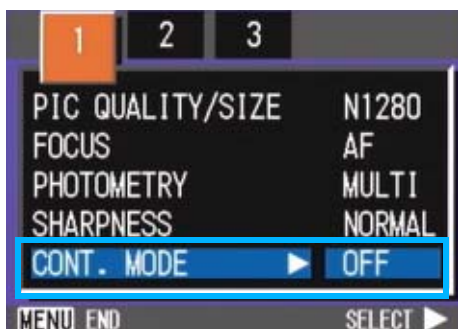 1 2 3
PIC QUALITY/SIZE N1280
FOCUS AF
PHOTOMETRY MULTI
SHARPNESS NORMAL
CONT. MODE ▶ OFF
MENU END SELECT ▶